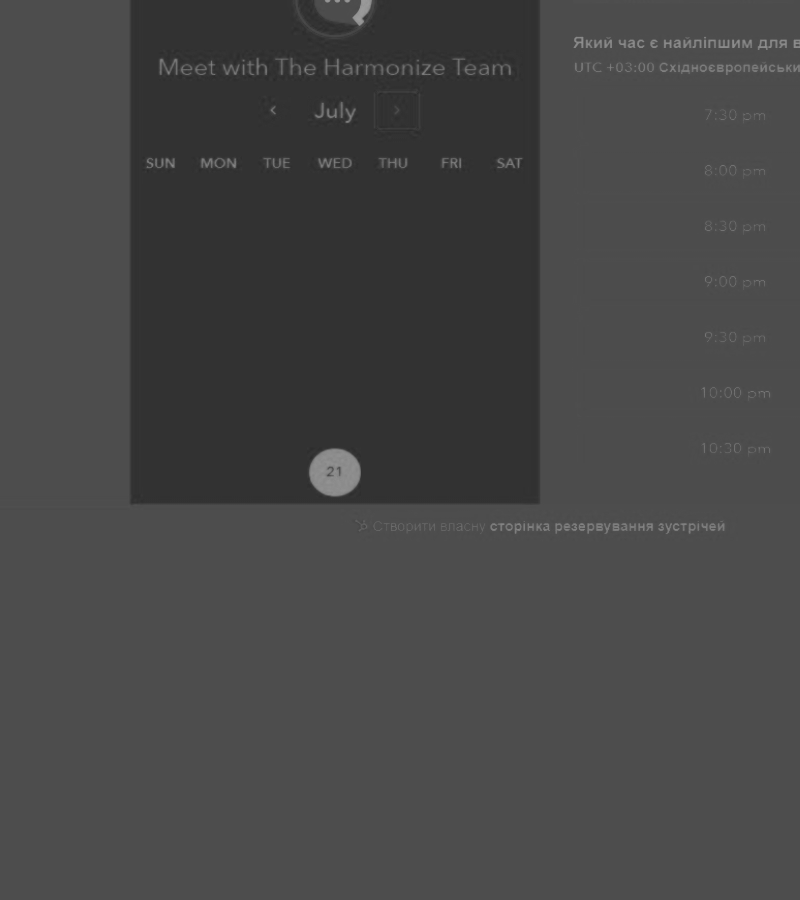 Meet with The Harmonize Team
July
SUN MON TUE WED THU FRI SAT
21
Який час є найліпшим для в
UTC +03:00 Східноєвропейськи
7:30 pm
8:00 pm
8:30 pm
9:00 pm
9:30 pm
10:00 pm
10:30 pm
Створити власну сторінка резервування зустрічей